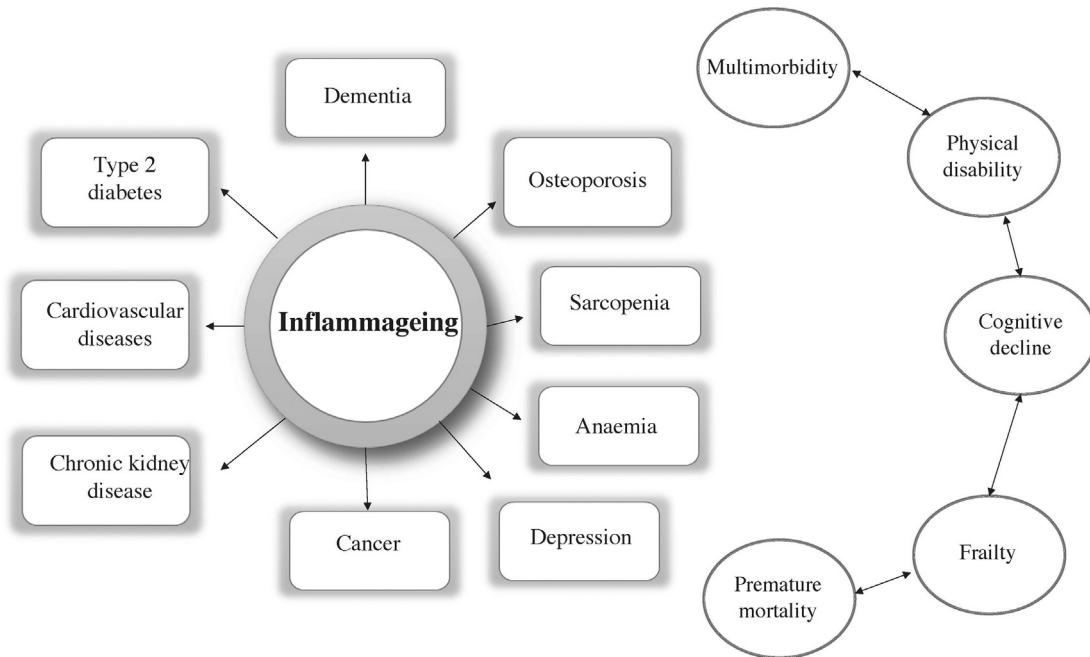 Dementia
Type 2
diabetes
Osteoporosis
Cardiovascular
diseases
Inflammageing
Sarcopenia
Anaemia
Chronic kidney
disease
Cancer
Depression
Multimorbidity
Physical
disability
Cognitive
decline
Frailty
Premature
mortality